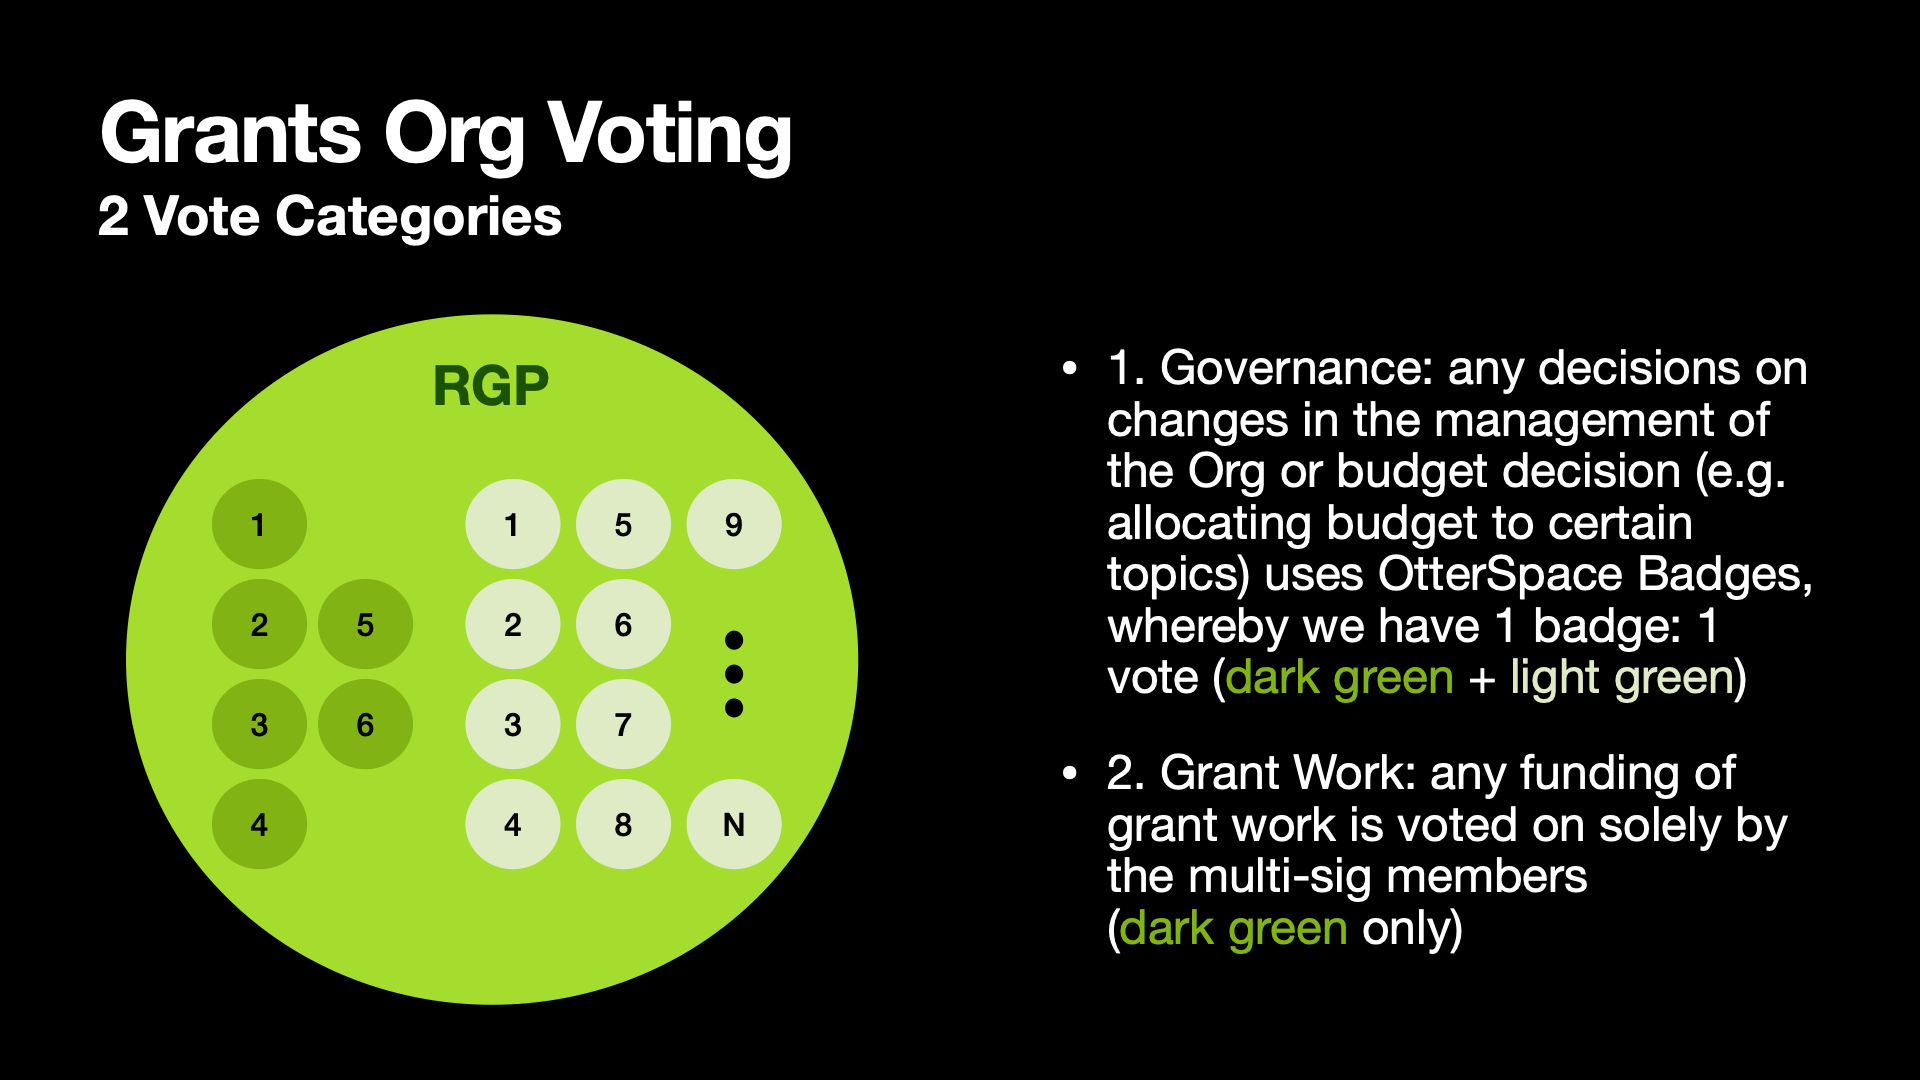 Grants Org Voting
2 Vote Categories
RGP
1
2 5
3 6
4
1 5 9
2 6
3 7
4 8 N
• 1. Governance: any decisions on
changes in the management of
the Org or budget decision (e.g.
allocating budget to certain
topics) uses OtterSpace Badges,
whereby we have 1 badge: 1
vote (dark green + light green)
• 2. Grant Work: any funding of
grant work is voted on solely by
the multi-sig members
(dark green only)